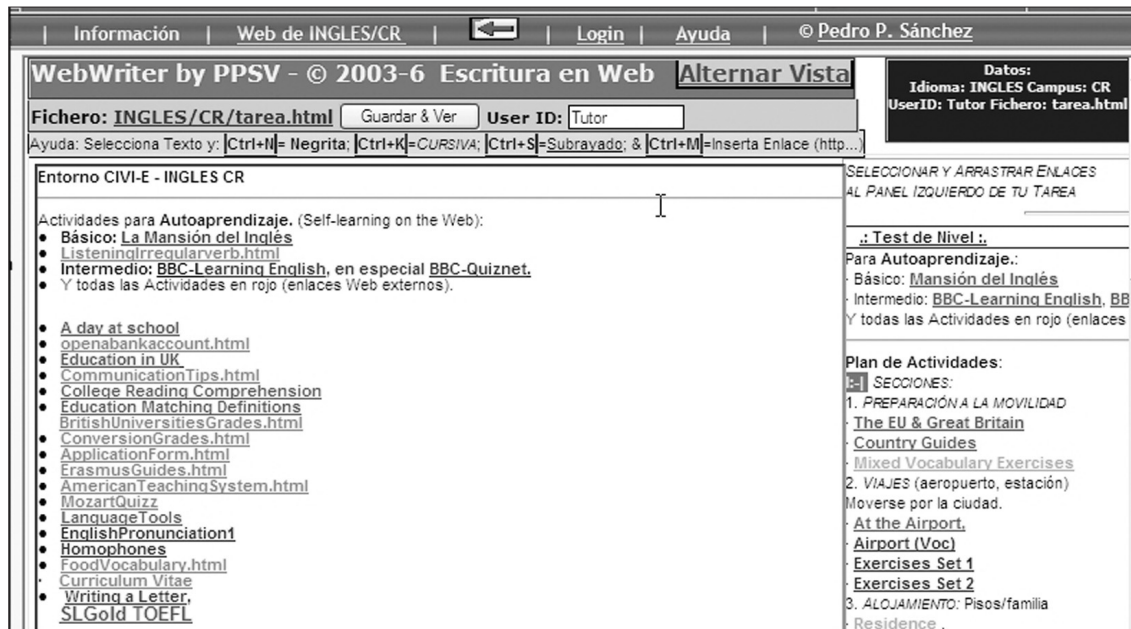 | Información | Web de INGLES/CR | | Login | Ayuda | © Pedro P. Sánchez
WebWriter by PPSV - © 2003-6 Escritura en Web Alternar Vista
Fichero: INGLES/CR/tarea.html Guardar & Ver User ID: Tutor
Ayuda: Selecciona Texto y: Ctrl+N= Negrita; Ctrl+K=CURSIVA; Ctrl+S=Subravado; & Ctrl+M=Inserta Enlace (http...)
Entorno CIVI-E - INGLES CR
Actividades para Autoaprendizaje. (Self-learning on the Web):
● Básico: La Mansión del Inglés
● ListeningIrregularverb.html
● Intermedio: BBC-Learning English, en especial BBC-Quiznet.
● Y todas las Actividades en rojo (enlaces Web externos).
● A day at school
● openabankaccount.html
● Education in UK
● CommunicationTips.html
● College Reading Comprehension
● Education Matching Definitions
BritishUniversitiesGrades.html
● ConversionGrades.html
● ApplicationForm.html
● ErasmusGuides.html
● AmericanTeachingSystem.html
● MozartQuizz
● LanguageTools
● EnglishPronunciation1
● Homophones
● FoodVocabulary.html
· Curriculum Vitae
● Writing a Letter,
SLGold TOEFL
Datos:
Idioma: INGLES Campus: CR
UserID: Tutor Fichero: tarea.html
SELECCIONAR Y ARRASTRAR ENLACES
AL PANEL IZQUIERDO DE TU TAREA
.: Test de Nivel :.
Para Autoaprendizaje.:
· Básico: Mansión del Inglés
· Intermedio: BBC-Learning English, BB
Y todas las Actividades en rojo (enlaces
Plan de Actividades:
:-| SECCIONES:
1. PREPARACIÓN A LA MOVILIDAD
· The EU & Great Britain
· Country Guides
· Mixed Vocabulary Exercises
2. VIAJES (aeropuerto, estación)
Moverse por la ciudad.
· At the Airport.
· Airport (Voc)
· Exercises Set 1
· Exercises Set 2
3. ALOJAMIENTO: Pisos/familia
· Residence .